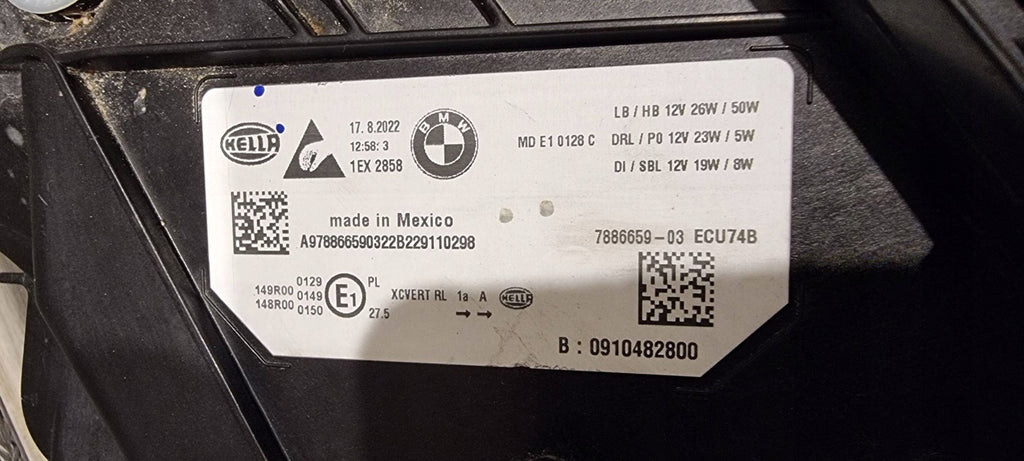 HELLA
17. 8.2022
12:58: 3
1EX 2858
BMW
MD E1 0128 C
LB / HB 12V 26W / 50W
DRL / PO 12V 23W / 5W
DI / SBL 12V 19W / 8W
made in Mexico
A978866590322B229110298
7886659-03 ECU74B
149R00 0129
0149
148R00 0150
E1
PL
27.5
XCVERT RL 1a A
→ →
HELLA
B : 0910482800